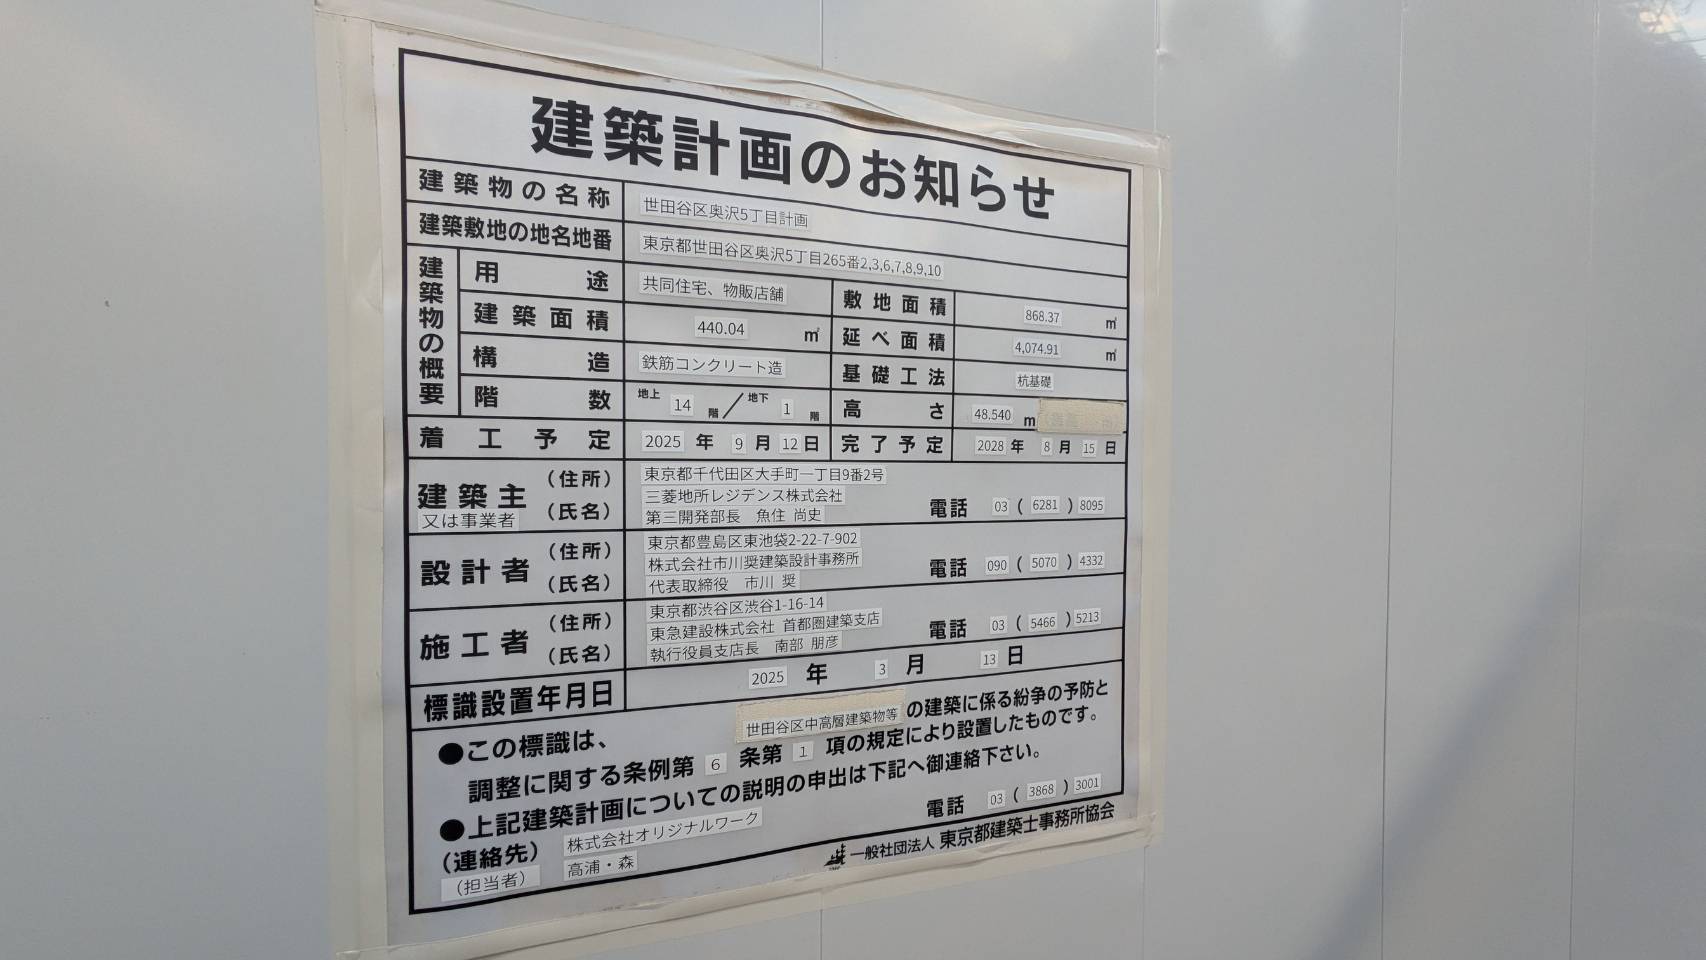 建築計画のお知らせ
建築物の名称 世田谷区奥沢5丁目計画
建築敷地の地名地番 東京都世田谷区奥沢5丁目265番2,3,6,7,8,9,10
建築物の概要
用途 共同住宅、物販店舗 敷地面積 868.37 ㎡
建築面積 440.04 ㎡ 延べ面積 4,074.91 ㎡
構造 鉄筋コンクリート造 基礎工法 杭基礎
階数 地上 14 階／地下 1 階 高さ 48.540 m
着工予定 2025 年 9 月 12 日 完了予定 2028 年 8 月 15 日
建築主 又は事業者 (住所) (氏名)
東京都千代田区大手町一丁目9番2号
三菱地所レジデンス株式会社
第三開発部長 魚住 尚史 電話 03 ( 6281 ) 8095
設計者 (住所) (氏名)
東京都豊島区東池袋2-22-7-902
株式会社市川奨建築設計事務所
代表取締役 市川 奨 電話 090 ( 5070 ) 4332
施工者 (住所) (氏名)
東京都渋谷区渋谷1-16-14
東急建設株式会社 首都圏建築支店
執行役員支店長 南部 朋彦 電話 03 ( 5466 ) 5213
標識設置年月日 2025 年 3 月 13 日
●この標識は、世田谷区中高層建築物等の建築に係る紛争の予防と
調整に関する条例第 6 条第 1 項の規定により設置したものです。
●上記建築計画についての説明の申出は下記へ御連絡下さい。
(連絡先) 株式会社オリジナルワーク 電話 03 ( 3868 ) 3001
(担当者) 高浦・森
一般社団法人 東京都建築士事務所協会